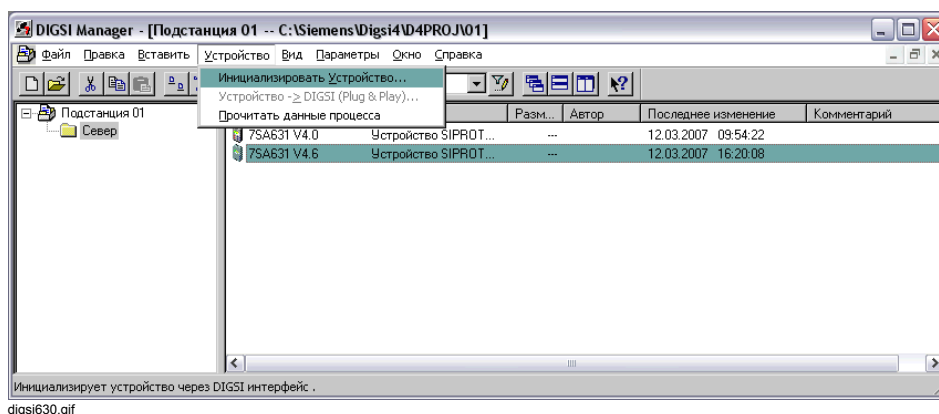 DIGSI Manager - [Подстанция 01 -- C:\Siemens\Digsi4\D4PROJ\01]
Файл Правка Вставить Устройство Вид Параметры Окно Справка
Инициализировать Устройство...
Устройство -> DIGSI (Plug & Play)...
Прочитать данные процесса
Подстанция 01
Север
Разм... Автор Последнее изменение Комментарий
7SA631 V4.0 Устройство SIPROT... --- 12.03.2007 09:54:22
7SA631 V4.6 Устройство SIPROT... --- 12.03.2007 16:20:08
Инициализирует устройство через DIGSI интерфейс .
digsi630.gif